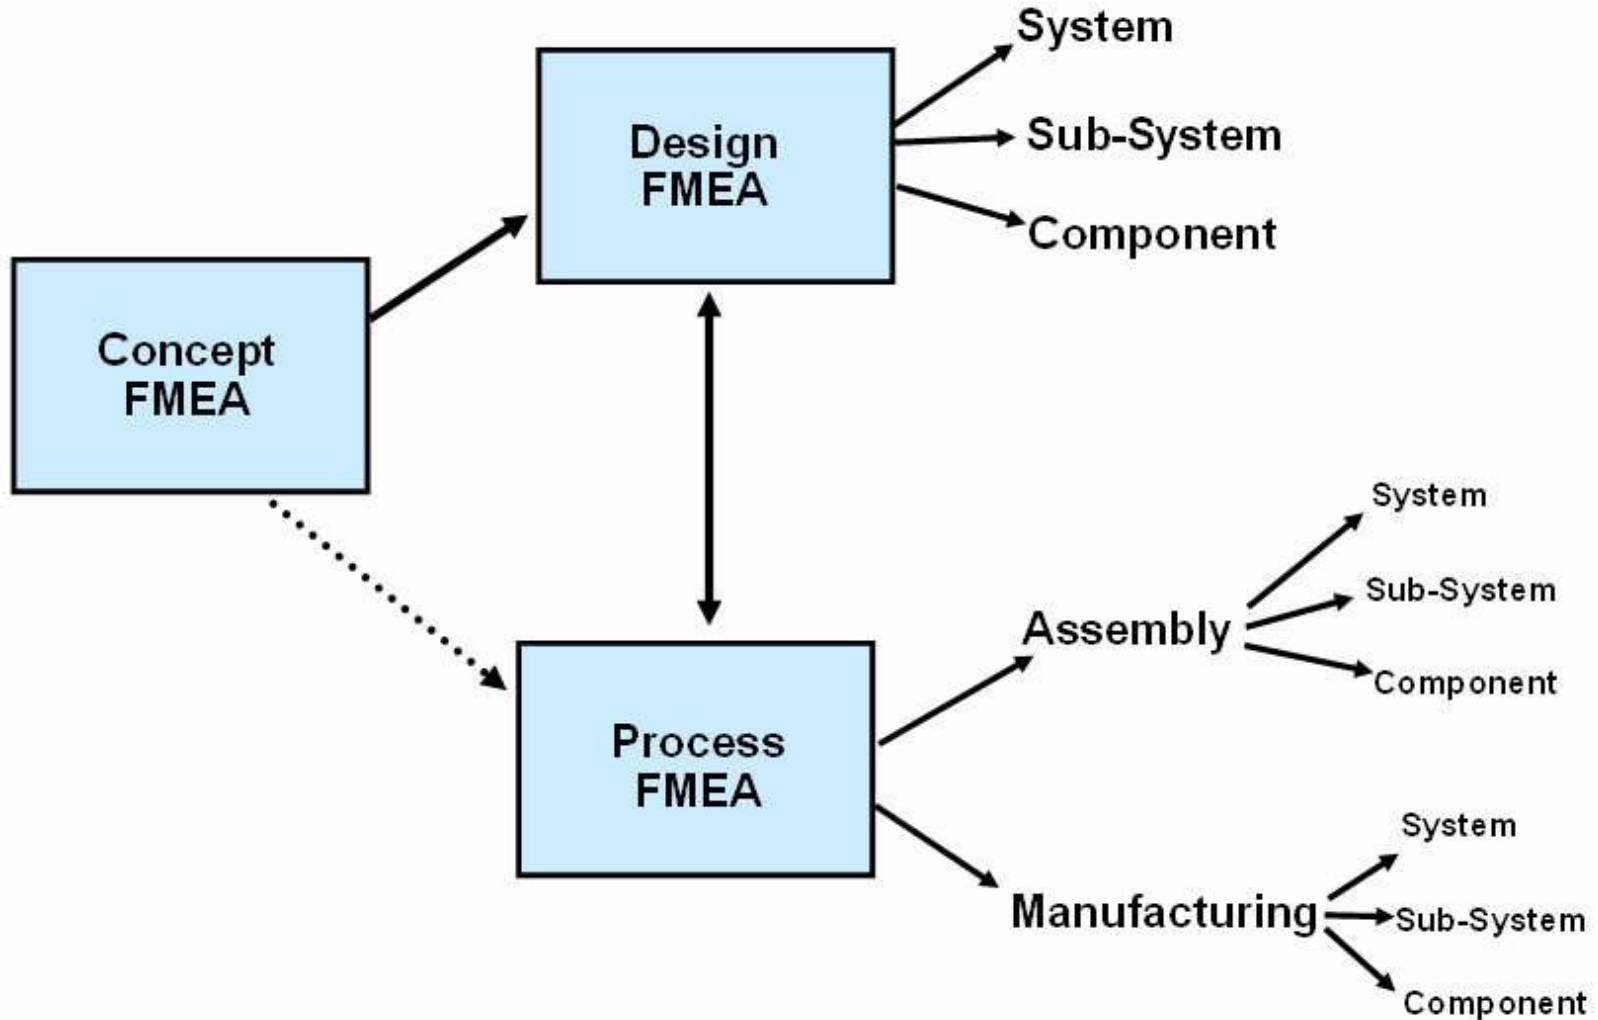 System
Sub-System
Component
Design
FMEA
Concept
FMEA
System
Sub-System
Component
Assembly
Process
FMEA
Manufacturing
System
Sub-System
Component